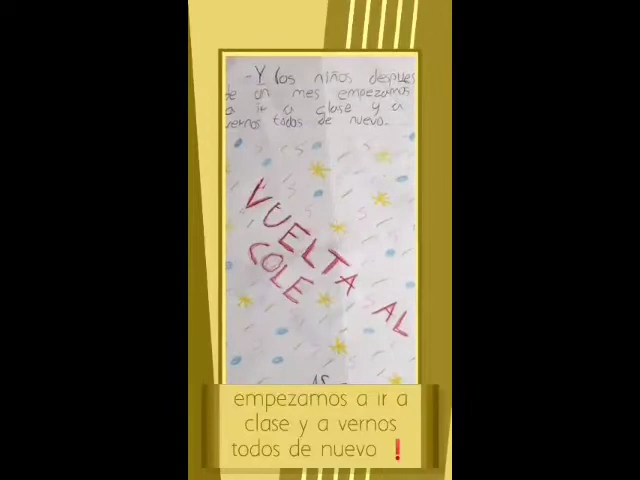 - Y los niños después
de un mes empezamos
a ir a clase y a
vernos todos de nuevo.
VUELTA AL
COLE
empezamos a ir a
clase y a vernos
todos de nuevo ❗